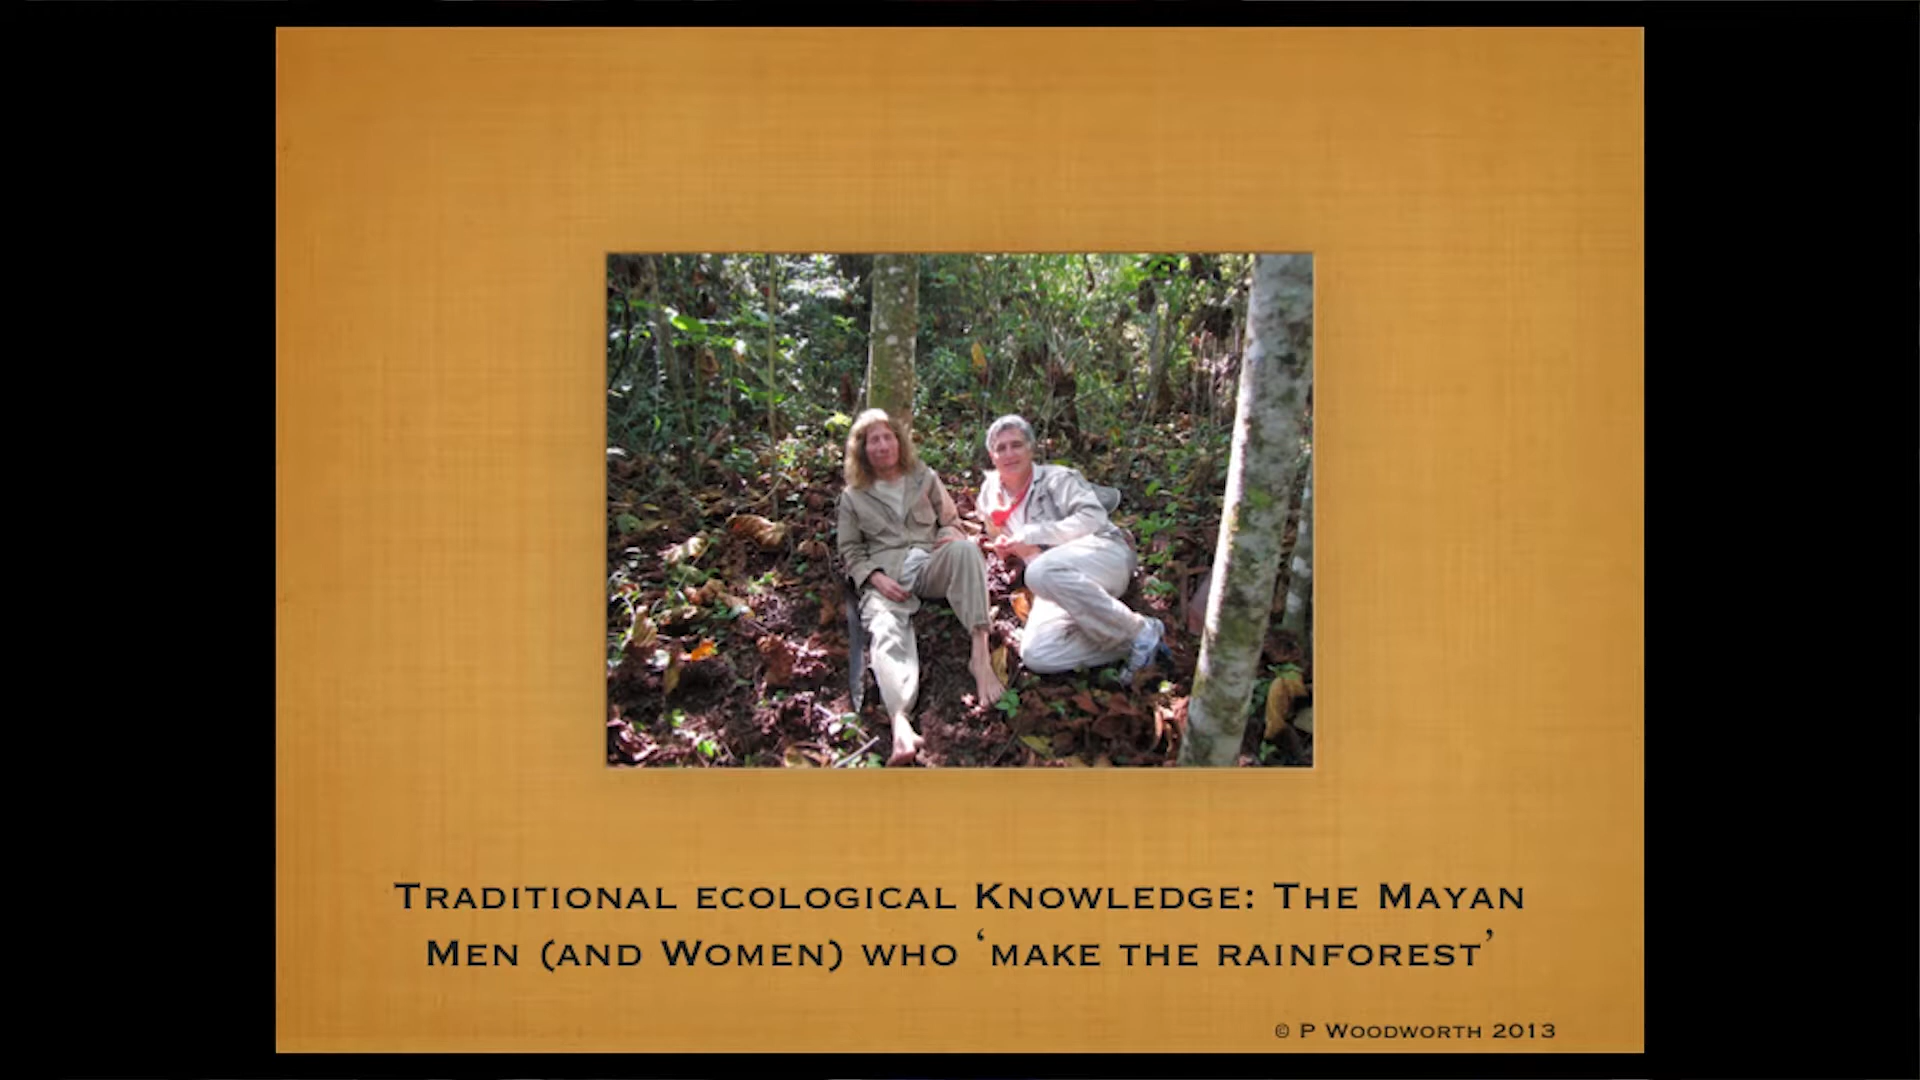 Traditional ecological Knowledge: The Mayan
Men (and Women) who ‘make the rainforest’
© P Woodworth 2013